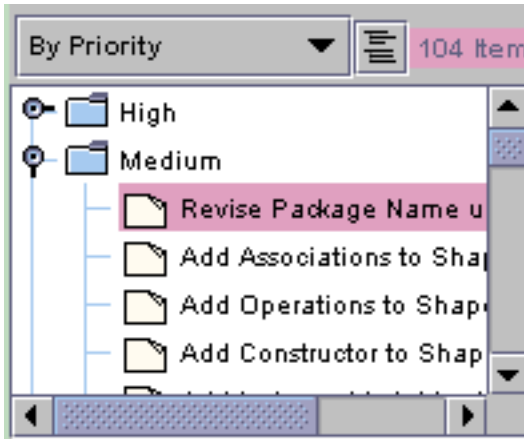 By Priority
104 Item
High
Medium
Revise Package Name u
Add Associations to Shap
Add Operations to Shap
Add Constructor to Shap